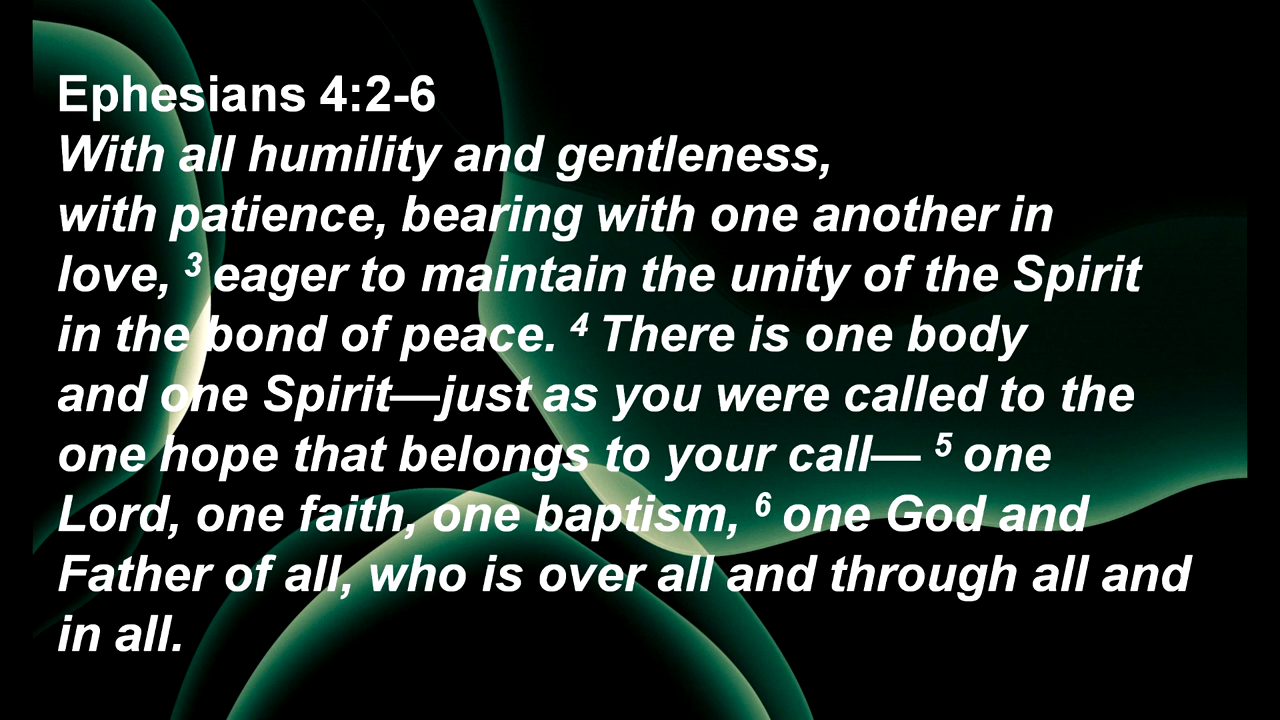 Ephesians 4:2-6
With all humility and gentleness,
with patience, bearing with one another in
love, ³ eager to maintain the unity of the Spirit
in the bond of peace. ⁴ There is one body
and one Spirit—just as you were called to the
one hope that belongs to your call— ⁵ one
Lord, one faith, one baptism, ⁶ one God and
Father of all, who is over all and through all and
in all.